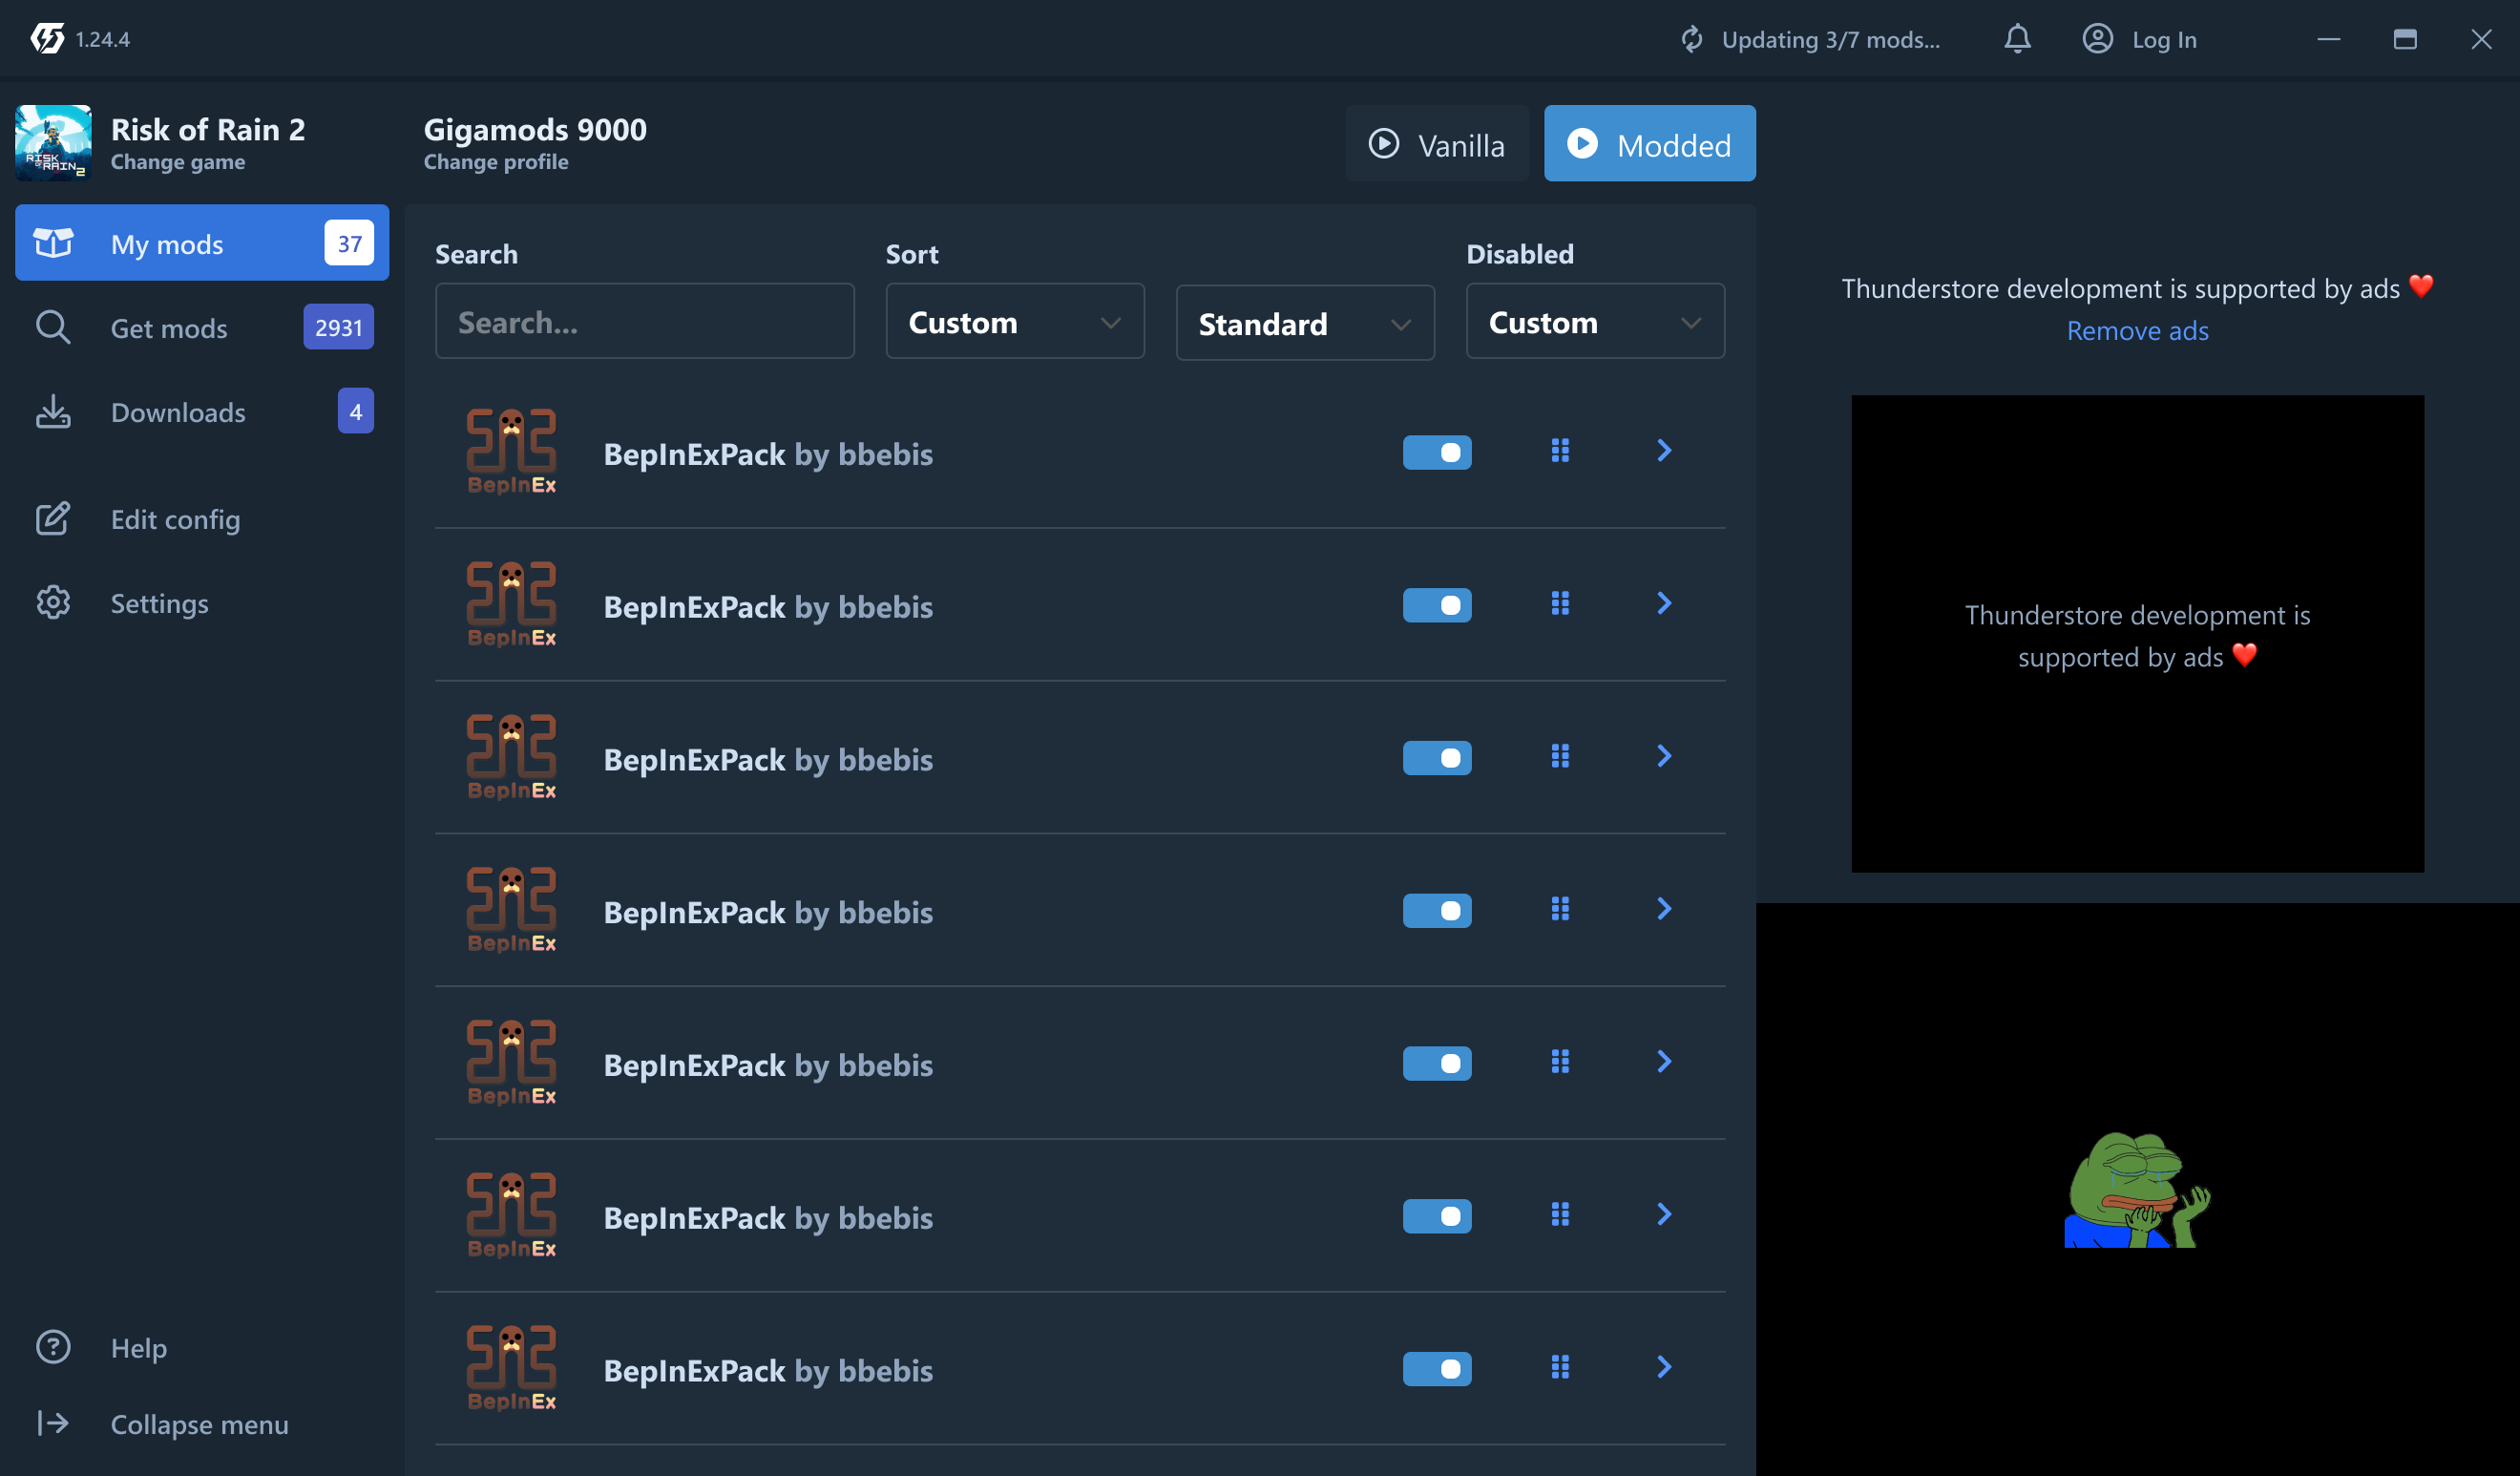 1.24.4
Updating 3/7 mods...
Log In
RISK OF RAIN 2
Risk of Rain 2
Change game
Gigamods 9000
Change profile
Vanilla
Modded
My mods
37
Get mods
2931
Downloads
4
Edit config
Settings
Help
Collapse menu
Search
Sort
Disabled
Search...
Custom
Standard
Custom
BepInEx
BepInExPack by bbebis
BepInEx
BepInExPack by bbebis
BepInEx
BepInExPack by bbebis
BepInEx
BepInExPack by bbebis
BepInEx
BepInExPack by bbebis
BepInEx
BepInExPack by bbebis
BepInEx
BepInExPack by bbebis
Thunderstore development is supported by ads ❤️
Remove ads
Thunderstore development is
supported by ads ❤️